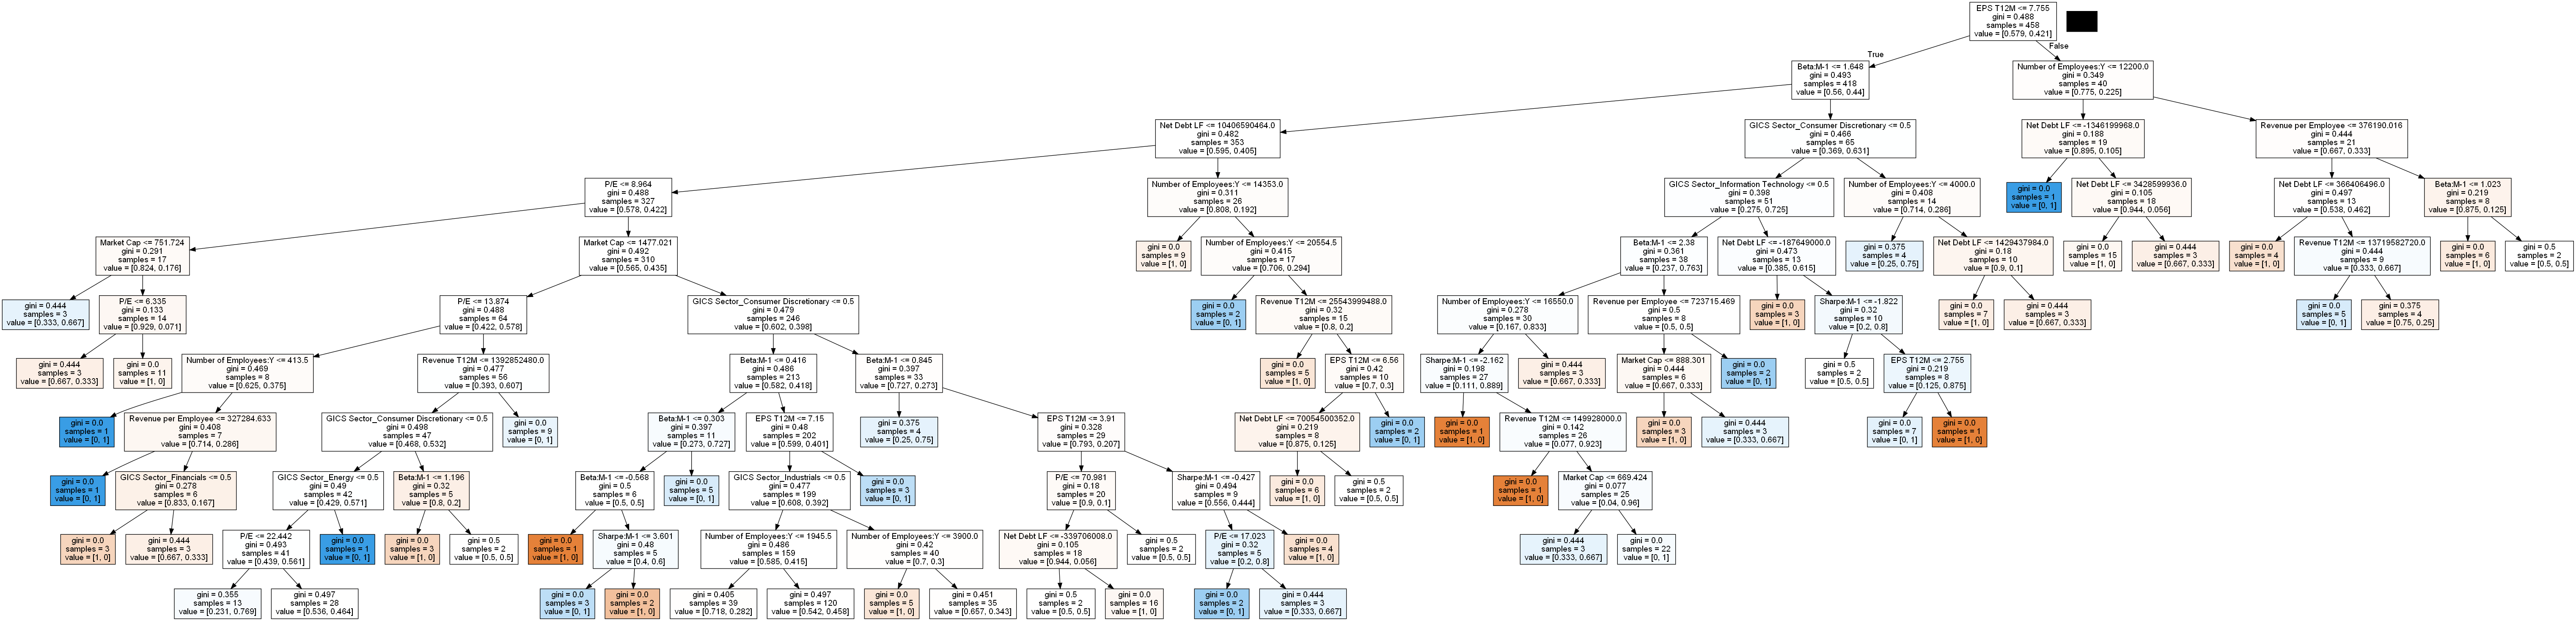 EPS T12M <= 7.755
gini = 0.488
samples = 458
value = [0.579, 0.421]
True
False
Beta:M-1 <= 1.648
gini = 0.493
samples = 418
value = [0.56, 0.44]
Number of Employees:Y <= 12200.0
gini = 0.349
samples = 40
value = [0.775, 0.225]
Net Debt LF <= 10406590464.0
gini = 0.482
samples = 353
value = [0.595, 0.405]
GICS Sector_Consumer Discretionary <= 0.5
gini = 0.466
samples = 65
value = [0.369, 0.631]
Net Debt LF <= -1346199968.0
gini = 0.188
samples = 19
value = [0.895, 0.105]
Revenue per Employee <= 376190.016
gini = 0.444
samples = 21
value = [0.667, 0.333]
P/E <= 8.964
gini = 0.488
samples = 327
value = [0.578, 0.422]
Number of Employees:Y <= 14353.0
gini = 0.311
samples = 26
value = [0.808, 0.192]
GICS Sector_Information Technology <= 0.5
gini = 0.398
samples = 51
value = [0.275, 0.725]
Number of Employees:Y <= 4000.0
gini = 0.408
samples = 14
value = [0.714, 0.286]
gini = 0.0
samples = 1
value = [0, 1]
Net Debt LF <= 3428599936.0
gini = 0.105
samples = 18
value = [0.944, 0.056]
Net Debt LF <= 366406496.0
gini = 0.497
samples = 13
value = [0.538, 0.462]
Beta:M-1 <= 1.023
gini = 0.219
samples = 8
value = [0.875, 0.125]
Market Cap <= 751.724
gini = 0.291
samples = 17
value = [0.824, 0.176]
Market Cap <= 1477.021
gini = 0.492
samples = 310
value = [0.565, 0.435]
gini = 0.0
samples = 9
value = [1, 0]
Number of Employees:Y <= 20554.5
gini = 0.415
samples = 17
value = [0.706, 0.294]
Beta:M-1 <= 2.38
gini = 0.361
samples = 38
value = [0.237, 0.763]
Net Debt LF <= -187649000.0
gini = 0.473
samples = 13
value = [0.385, 0.615]
gini = 0.375
samples = 4
value = [0.25, 0.75]
Net Debt LF <= 1429437984.0
gini = 0.18
samples = 10
value = [0.9, 0.1]
gini = 0.0
samples = 15
value = [1, 0]
gini = 0.444
samples = 3
value = [0.667, 0.333]
gini = 0.0
samples = 4
value = [1, 0]
Revenue T12M <= 13719582720.0
gini = 0.444
samples = 9
value = [0.333, 0.667]
gini = 0.0
samples = 6
value = [1, 0]
gini = 0.5
samples = 2
value = [0.5, 0.5]
gini = 0.444
samples = 3
value = [0.333, 0.667]
P/E <= 6.335
gini = 0.133
samples = 14
value = [0.929, 0.071]
P/E <= 13.874
gini = 0.488
samples = 64
value = [0.422, 0.578]
GICS Sector_Consumer Discretionary <= 0.5
gini = 0.479
samples = 246
value = [0.602, 0.398]
gini = 0.0
samples = 2
value = [0, 1]
Revenue T12M <= 25543999488.0
gini = 0.32
samples = 15
value = [0.8, 0.2]
Number of Employees:Y <= 16550.0
gini = 0.278
samples = 30
value = [0.167, 0.833]
Revenue per Employee <= 723715.469
gini = 0.5
samples = 8
value = [0.5, 0.5]
gini = 0.0
samples = 3
value = [1, 0]
Sharpe:M-1 <= -1.822
gini = 0.32
samples = 10
value = [0.2, 0.8]
gini = 0.0
samples = 7
value = [1, 0]
gini = 0.444
samples = 3
value = [0.667, 0.333]
gini = 0.0
samples = 5
value = [0, 1]
gini = 0.375
samples = 4
value = [0.75, 0.25]
gini = 0.444
samples = 3
value = [0.667, 0.333]
gini = 0.0
samples = 11
value = [1, 0]
Number of Employees:Y <= 413.5
gini = 0.469
samples = 8
value = [0.625, 0.375]
Revenue T12M <= 1392852480.0
gini = 0.477
samples = 56
value = [0.393, 0.607]
Beta:M-1 <= 0.416
gini = 0.486
samples = 213
value = [0.582, 0.418]
Beta:M-1 <= 0.845
gini = 0.397
samples = 33
value = [0.727, 0.273]
gini = 0.0
samples = 5
value = [1, 0]
EPS T12M <= 6.56
gini = 0.42
samples = 10
value = [0.7, 0.3]
Sharpe:M-1 <= -2.162
gini = 0.198
samples = 27
value = [0.111, 0.889]
gini = 0.444
samples = 3
value = [0.667, 0.333]
Market Cap <= 888.301
gini = 0.444
samples = 6
value = [0.667, 0.333]
gini = 0.0
samples = 2
value = [0, 1]
gini = 0.5
samples = 2
value = [0.5, 0.5]
EPS T12M <= 2.755
gini = 0.219
samples = 8
value = [0.125, 0.875]
gini = 0.0
samples = 1
value = [0, 1]
Revenue per Employee <= 327284.633
gini = 0.408
samples = 7
value = [0.714, 0.286]
GICS Sector_Consumer Discretionary <= 0.5
gini = 0.498
samples = 47
value = [0.468, 0.532]
gini = 0.0
samples = 9
value = [0, 1]
Beta:M-1 <= 0.303
gini = 0.397
samples = 11
value = [0.273, 0.727]
EPS T12M <= 7.15
gini = 0.48
samples = 202
value = [0.599, 0.401]
gini = 0.375
samples = 4
value = [0.25, 0.75]
EPS T12M <= 3.91
gini = 0.328
samples = 29
value = [0.793, 0.207]
Net Debt LF <= 70054500352.0
gini = 0.219
samples = 8
value = [0.875, 0.125]
gini = 0.0
samples = 2
value = [0, 1]
gini = 0.0
samples = 1
value = [1, 0]
Revenue T12M <= 149928000.0
gini = 0.142
samples = 26
value = [0.077, 0.923]
gini = 0.0
samples = 3
value = [1, 0]
gini = 0.444
samples = 3
value = [0.333, 0.667]
gini = 0.0
samples = 7
value = [0, 1]
gini = 0.0
samples = 1
value = [1, 0]
gini = 0.0
samples = 1
value = [0, 1]
GICS Sector_Financials <= 0.5
gini = 0.278
samples = 6
value = [0.833, 0.167]
GICS Sector_Energy <= 0.5
gini = 0.49
samples = 42
value = [0.429, 0.571]
Beta:M-1 <= 1.196
gini = 0.32
samples = 5
value = [0.8, 0.2]
Beta:M-1 <= -0.568
gini = 0.5
samples = 6
value = [0.5, 0.5]
gini = 0.0
samples = 5
value = [0, 1]
GICS Sector_Industrials <= 0.5
gini = 0.477
samples = 199
value = [0.608, 0.392]
gini = 0.0
samples = 3
value = [0, 1]
P/E <= 70.981
gini = 0.18
samples = 20
value = [0.9, 0.1]
Sharpe:M-1 <= -0.427
gini = 0.494
samples = 9
value = [0.556, 0.444]
gini = 0.0
samples = 6
value = [1, 0]
gini = 0.5
samples = 2
value = [0.5, 0.5]
gini = 0.0
samples = 1
value = [1, 0]
Market Cap <= 669.424
gini = 0.077
samples = 25
value = [0.04, 0.96]
gini = 0.0
samples = 3
value = [1, 0]
gini = 0.444
samples = 3
value = [0.667, 0.333]
P/E <= 22.442
gini = 0.493
samples = 41
value = [0.439, 0.561]
gini = 0.0
samples = 1
value = [0, 1]
gini = 0.0
samples = 3
value = [1, 0]
gini = 0.5
samples = 2
value = [0.5, 0.5]
gini = 0.0
samples = 1
value = [1, 0]
Sharpe:M-1 <= 3.601
gini = 0.48
samples = 5
value = [0.4, 0.6]
Number of Employees:Y <= 1945.5
gini = 0.486
samples = 159
value = [0.585, 0.415]
Number of Employees:Y <= 3900.0
gini = 0.42
samples = 40
value = [0.7, 0.3]
Net Debt LF <= -339706008.0
gini = 0.105
samples = 18
value = [0.944, 0.056]
gini = 0.5
samples = 2
value = [0.5, 0.5]
P/E <= 17.023
gini = 0.32
samples = 5
value = [0.2, 0.8]
gini = 0.0
samples = 4
value = [1, 0]
gini = 0.444
samples = 3
value = [0.333, 0.667]
gini = 0.0
samples = 22
value = [0, 1]
gini = 0.355
samples = 13
value = [0.231, 0.769]
gini = 0.497
samples = 28
value = [0.536, 0.464]
gini = 0.0
samples = 3
value = [0, 1]
gini = 0.0
samples = 2
value = [1, 0]
gini = 0.405
samples = 39
value = [0.718, 0.282]
gini = 0.497
samples = 120
value = [0.542, 0.458]
gini = 0.0
samples = 5
value = [1, 0]
gini = 0.451
samples = 35
value = [0.657, 0.343]
gini = 0.5
samples = 2
value = [0.5, 0.5]
gini = 0.0
samples = 16
value = [1, 0]
gini = 0.0
samples = 2
value = [0, 1]
gini = 0.444
samples = 3
value = [0.333, 0.667]